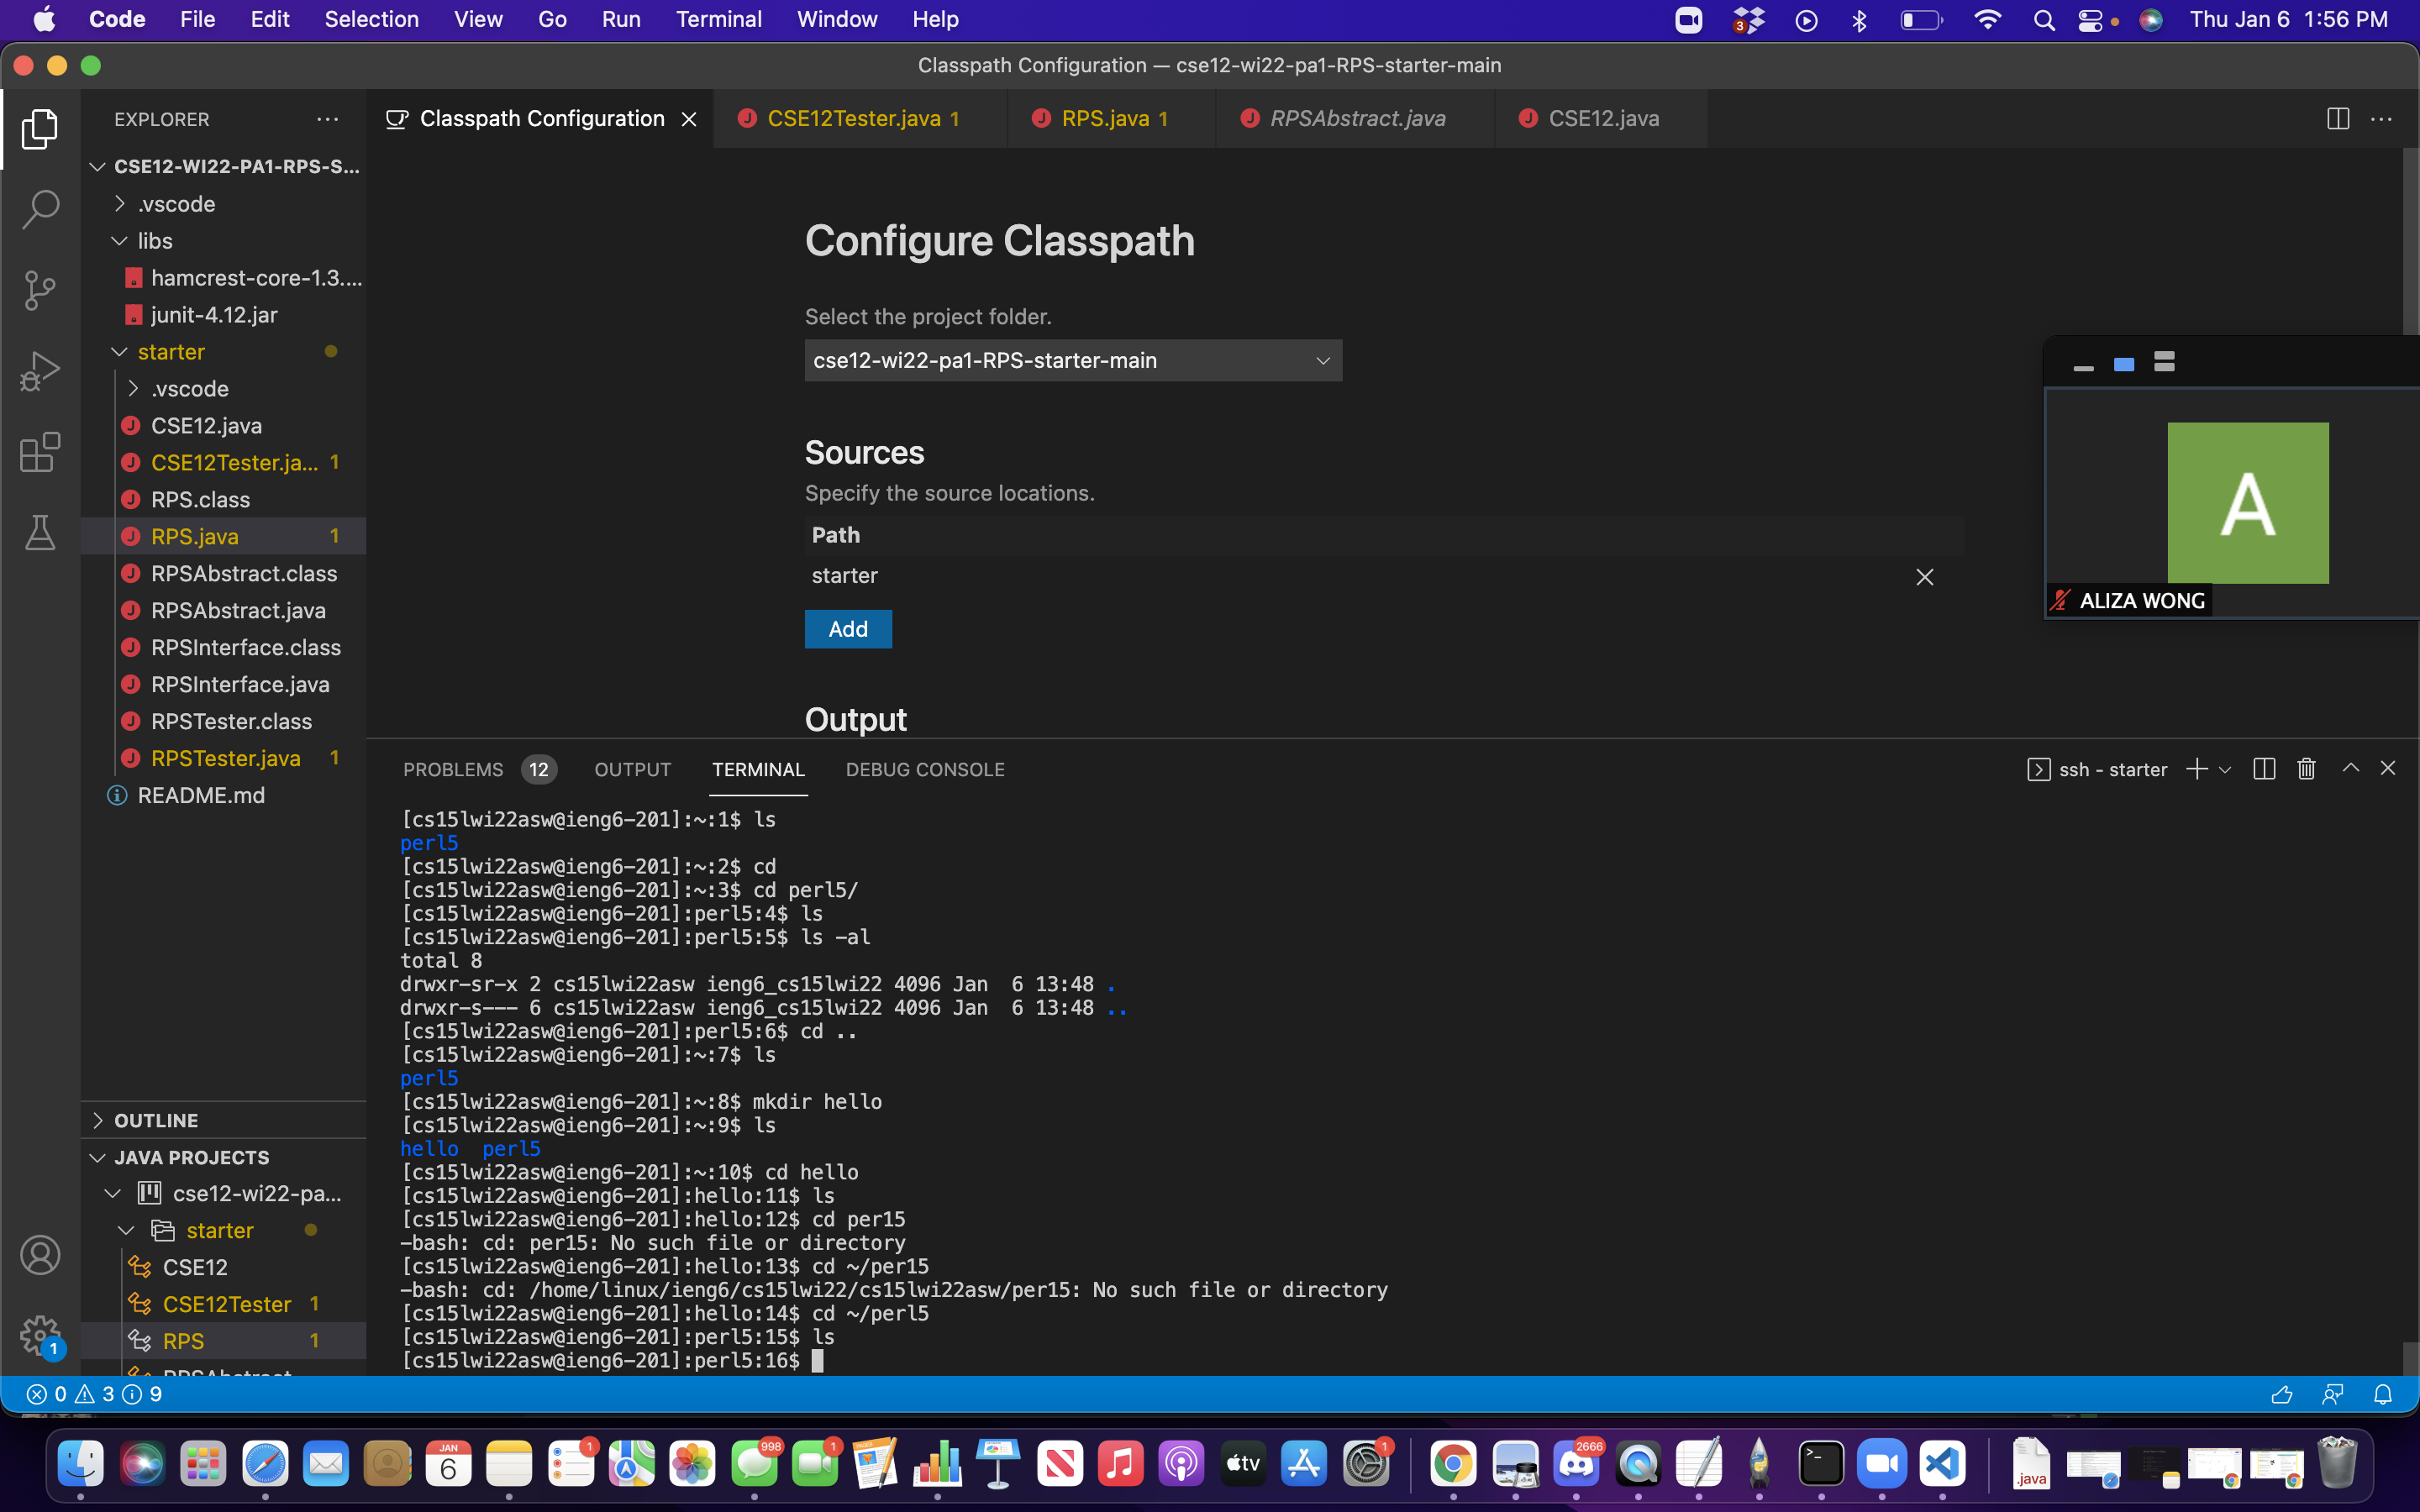 Code File Edit Selection View Go Run Terminal Window Help
3
Thu Jan 6 1:56 PM
Classpath Configuration — cse12-wi22-pa1-RPS-starter-main
EXPLORER
CSE12-WI22-PA1-RPS-S...
.vscode
libs
hamcrest-core-1.3....
junit-4.12.jar
starter
.vscode
CSE12.java
CSE12Tester.ja... 1
RPS.class
RPS.java 1
RPSAbstract.class
RPSAbstract.java
RPSInterface.class
RPSInterface.java
RPSTester.class
RPSTester.java 1
README.md
OUTLINE
JAVA PROJECTS
cse12-wi22-pa...
starter
CSE12
CSE12Tester 1
RPS 1
RPSAbstract
1
Classpath Configuration
CSE12Tester.java 1
RPS.java 1
RPSAbstract.java
CSE12.java
Configure Classpath
Select the project folder.
cse12-wi22-pa1-RPS-starter-main
Sources
Specify the source locations.
Path
starter
Add
Output
A
ALIZA WONG
PROBLEMS 12 OUTPUT TERMINAL DEBUG CONSOLE
ssh - starter
[cs15lwi22asw@ieng6-201]:~:1$ ls
perl5
[cs15lwi22asw@ieng6-201]:~:2$ cd
[cs15lwi22asw@ieng6-201]:~:3$ cd perl5/
[cs15lwi22asw@ieng6-201]:perl5:4$ ls
[cs15lwi22asw@ieng6-201]:perl5:5$ ls -al
total 8
drwxr-sr-x 2 cs15lwi22asw ieng6_cs15lwi22 4096 Jan  6 13:48 .
drwxr-s--- 6 cs15lwi22asw ieng6_cs15lwi22 4096 Jan  6 13:48 ..
[cs15lwi22asw@ieng6-201]:perl5:6$ cd ..
[cs15lwi22asw@ieng6-201]:~:7$ ls
perl5
[cs15lwi22asw@ieng6-201]:~:8$ mkdir hello
[cs15lwi22asw@ieng6-201]:~:9$ ls
hello  perl5
[cs15lwi22asw@ieng6-201]:~:10$ cd hello
[cs15lwi22asw@ieng6-201]:hello:11$ ls
[cs15lwi22asw@ieng6-201]:hello:12$ cd per15
-bash: cd: per15: No such file or directory
[cs15lwi22asw@ieng6-201]:hello:13$ cd ~/per15
-bash: cd: /home/linux/ieng6/cs15lwi22/cs15lwi22asw/per15: No such file or directory
[cs15lwi22asw@ieng6-201]:hello:14$ cd ~/perl5
[cs15lwi22asw@ieng6-201]:perl5:15$ ls
[cs15lwi22asw@ieng6-201]:perl5:16$
0 3 9
JAN
6
1
998
1
PAGES
tv
1
2666
.java